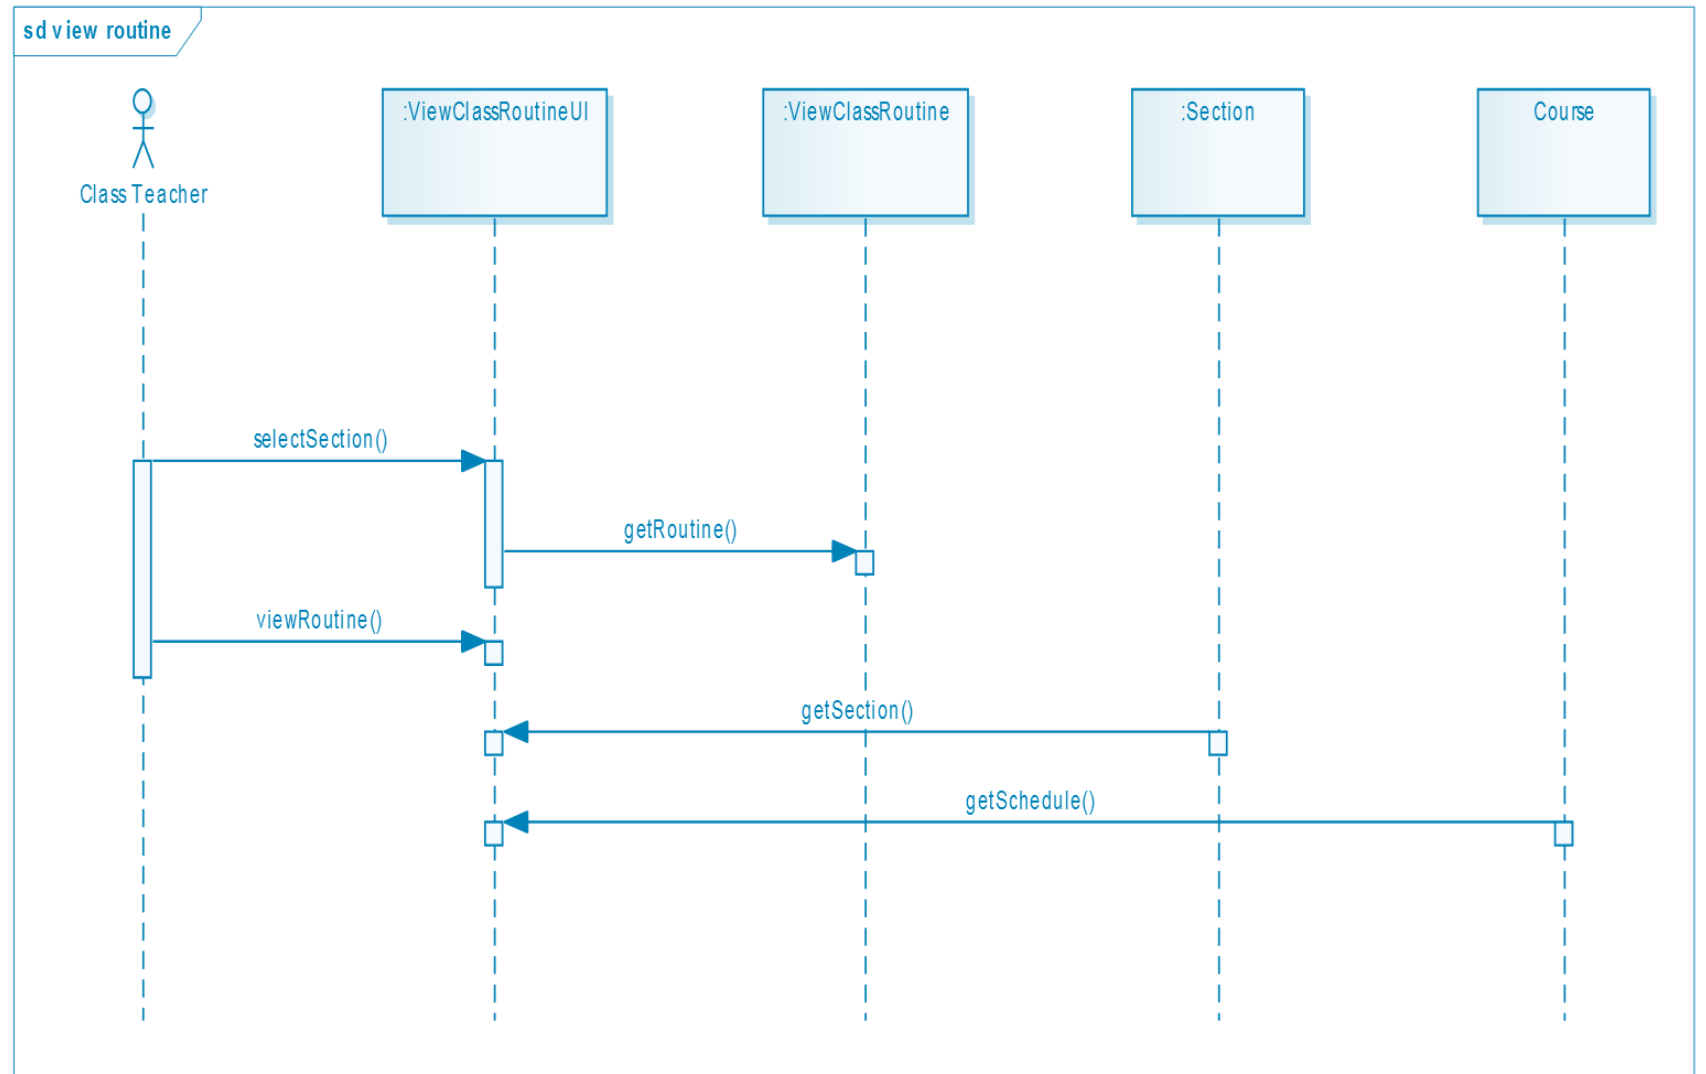 sd view routine
Class Teacher
:ViewClassRoutineUI
:ViewClassRoutine
:Section
Course
selectSection()
getRoutine()
viewRoutine()
getSection()
getSchedule()